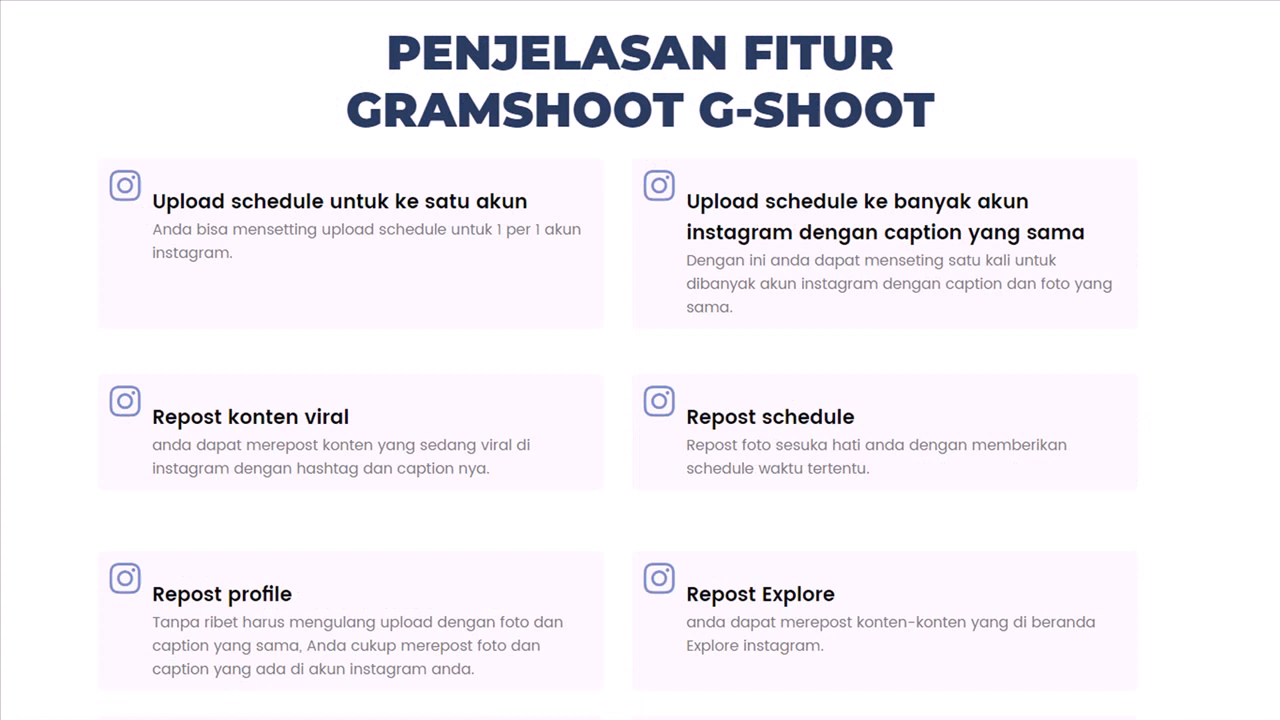 PENJELASAN FITUR
GRAMSHOOT G-SHOOT
Upload schedule untuk ke satu akun
Anda bisa mensetting upload schedule untuk 1 per 1 akun
instagram.
Upload schedule ke banyak akun
instagram dengan caption yang sama
Dengan ini anda dapat menseting satu kali untuk
dibanyak akun instagram dengan caption dan foto yang
sama.
Repost konten viral
anda dapat merepost konten yang sedang viral di
instagram dengan hashtag dan caption nya.
Repost schedule
Repost foto sesuka hati anda dengan memberikan
schedule waktu tertentu.
Repost profile
Tanpa ribet harus mengulang upload dengan foto dan
caption yang sama, Anda cukup merepost foto dan
caption yang ada di akun instagram anda.
Repost Explore
anda dapat merepost konten-konten yang di beranda
Explore instagram.